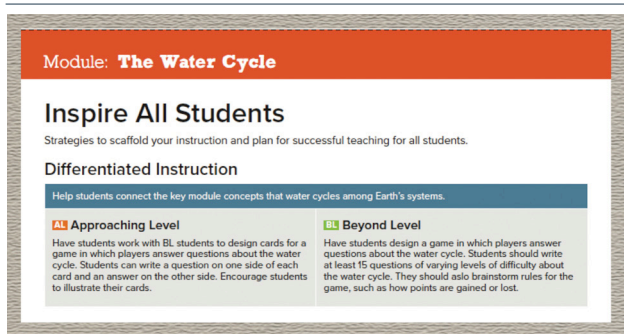 Module: The Water Cycle
Inspire All Students
Strategies to scaffold your instruction and plan for successful teaching for all students.
Differentiated Instruction
Help students connect the key module concepts that water cycles among Earth's systems.
AL Approaching Level
Have students work with BL students to design cards for a
game in which players answer questions about the water
cycle. Students can write a question on one side of each
card and an answer on the other side. Encourage students
to illustrate their cards.
BL Beyond Level
Have students design a game in which players answer
questions about the water cycle. Students should write
at least 15 questions of varying levels of difficulty about
the water cycle. They should aslo brainstorm rules for the
game, such as how points are gained or lost.